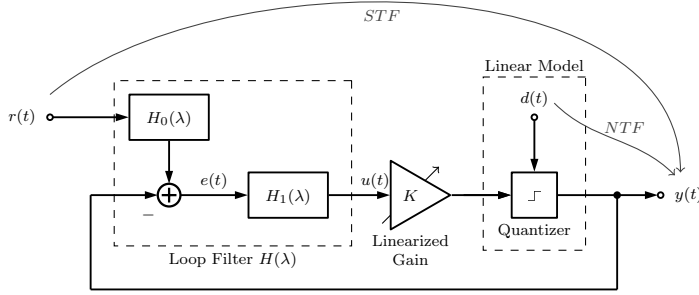 STF
Linear Model
r(t)
H₀(λ)
d(t)
NTF
e(t)
H₁(λ)
u(t)
K
y(t)
−
Linearized
Gain
Quantizer
Loop Filter H(λ)